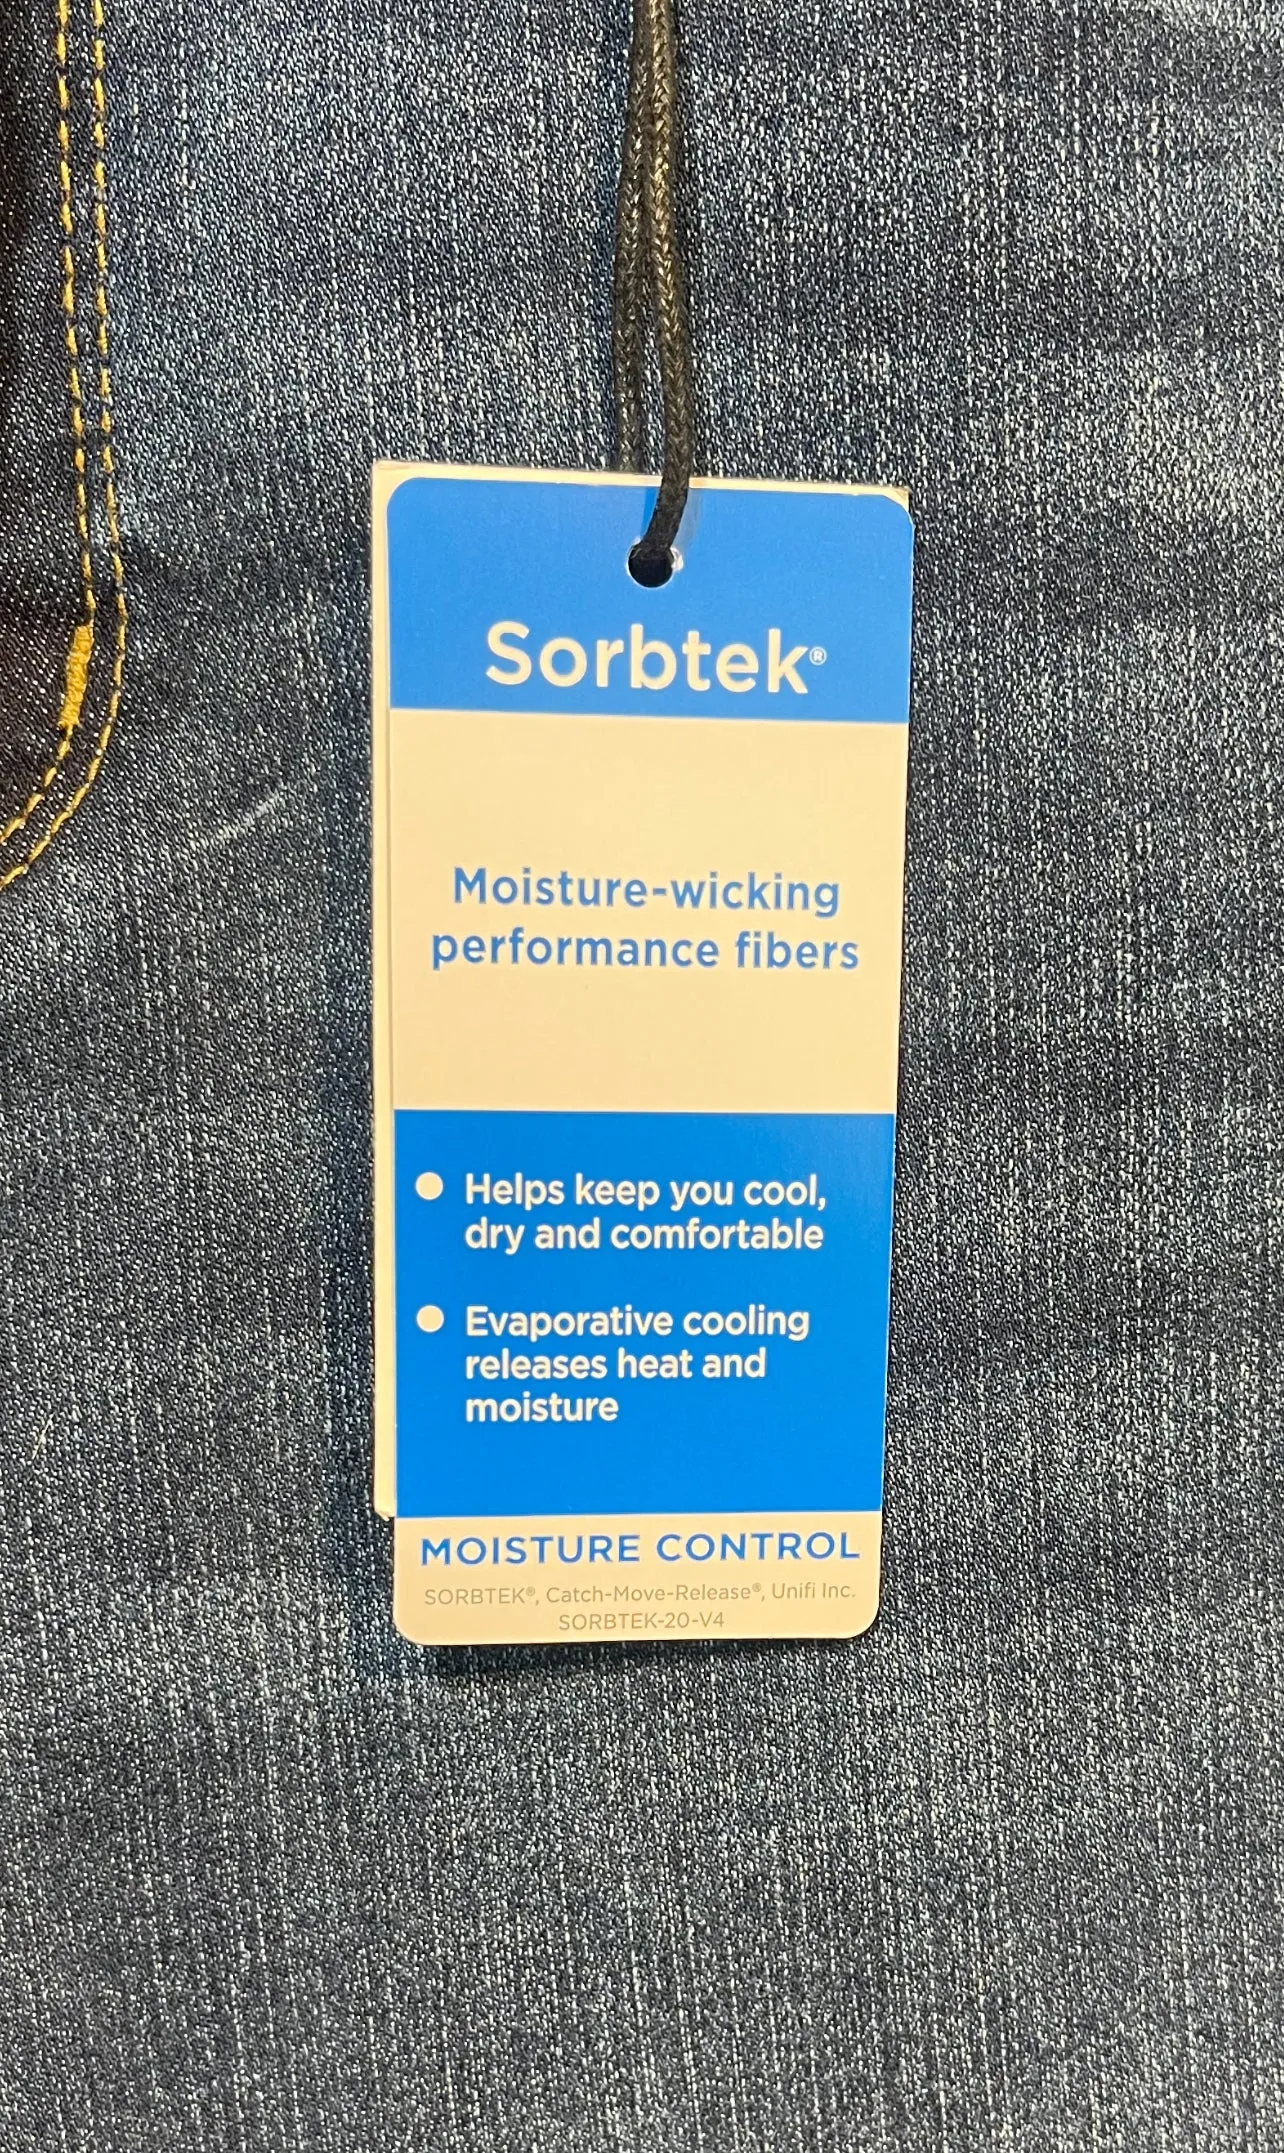 Sorbtek®
Moisture-wicking
performance fibers
Helps keep you cool,
dry and comfortable
Evaporative cooling
releases heat and
moisture
MOISTURE CONTROL
SORBTEK®, Catch-Move-Release®, Unifi Inc.
SORBTEK-20-V4